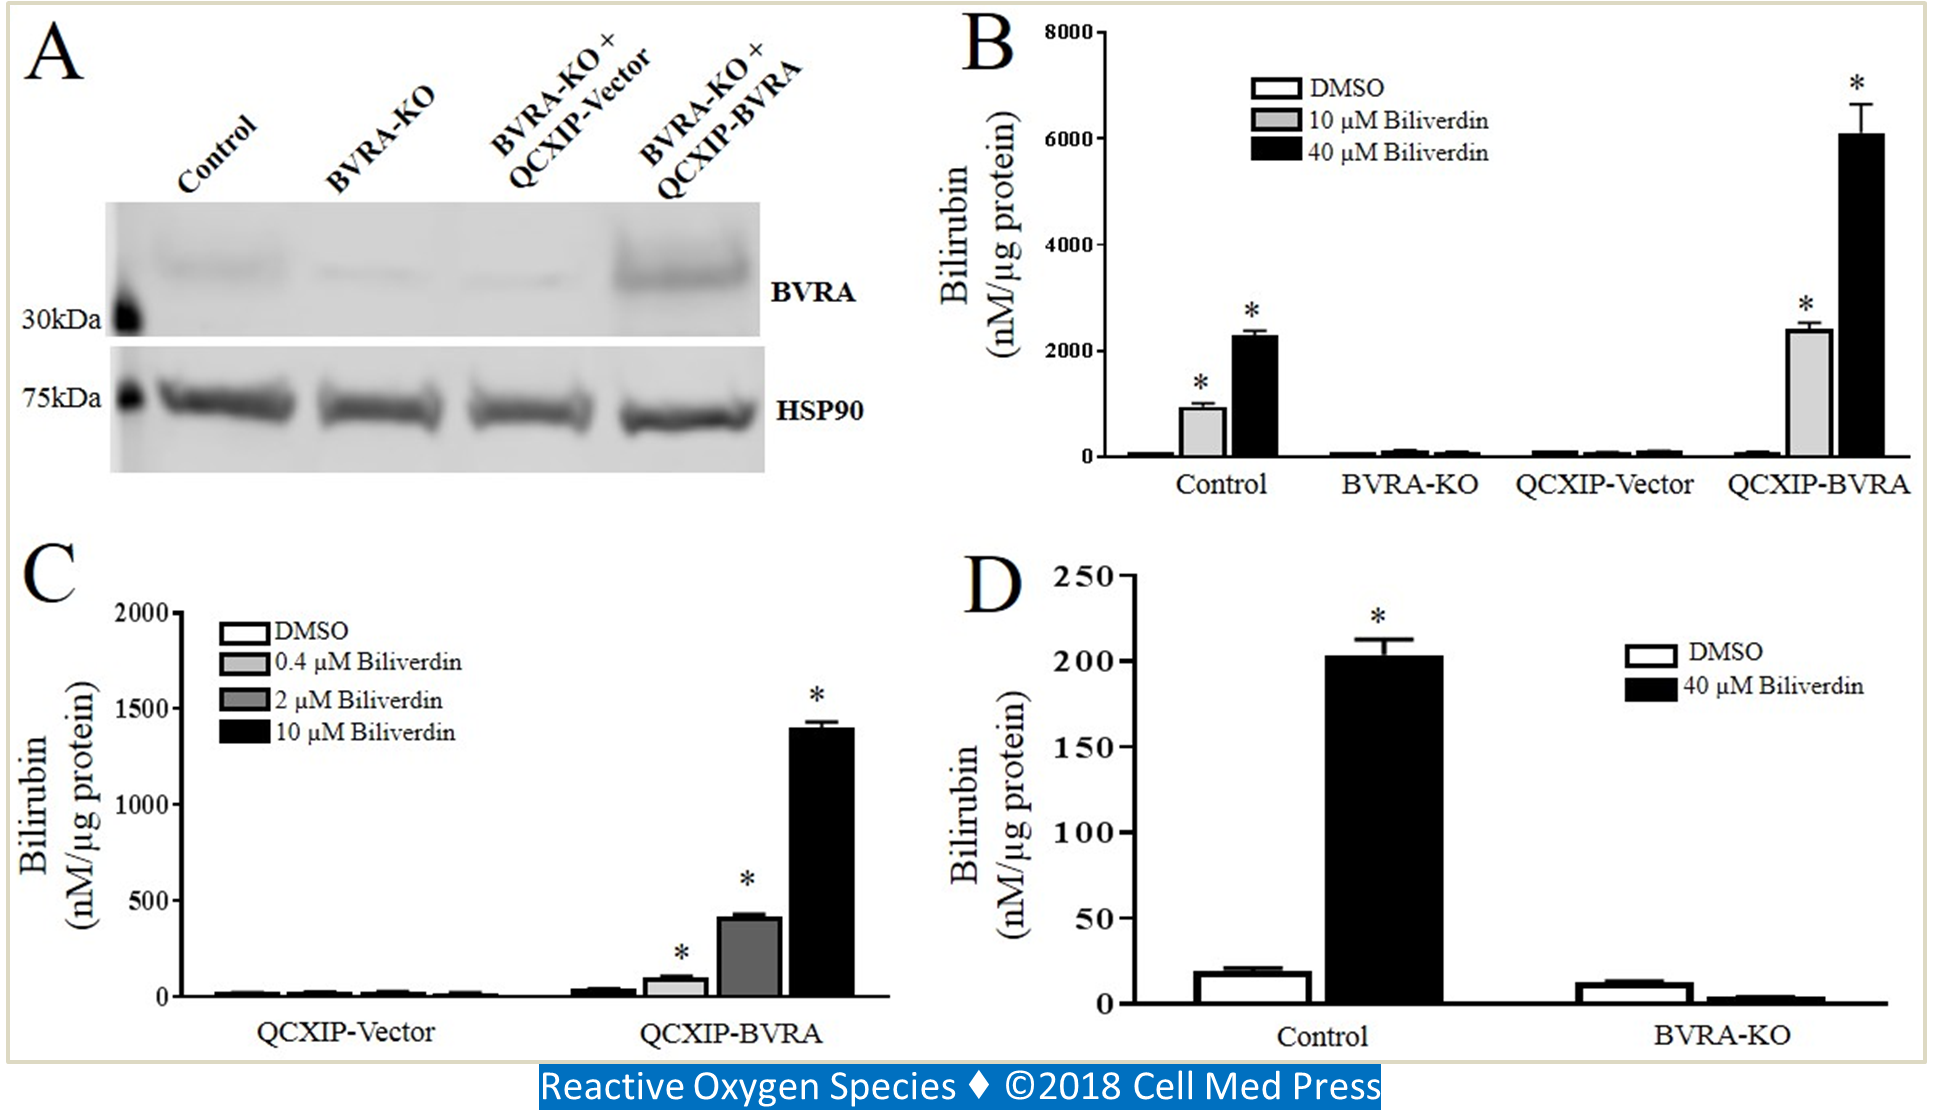 A
Control
BVRA-KO
BVRA-KO +
QCXIP-Vector
BVRA-KO +
QCXIP-BVRA
30kDa
BVRA
75kDa
HSP90
B
Bilirubin
(nM/µg protein)
8000
6000
4000
2000
0
DMSO
10 µM Biliverdin
40 µM Biliverdin
*
*
*
*
Control
BVRA-KO
QCXIP-Vector
QCXIP-BVRA
C
Bilirubin
(nM/µg protein)
2000
1500
1000
500
0
DMSO
0.4 µM Biliverdin
2 µM Biliverdin
10 µM Biliverdin
*
*
*
QCXIP-Vector
QCXIP-BVRA
D
Bilirubin
(nM/µg protein)
250
200
150
100
50
0
*
DMSO
40 µM Biliverdin
Control
BVRA-KO
Reactive Oxygen Species ♦ ©2018 Cell Med Press